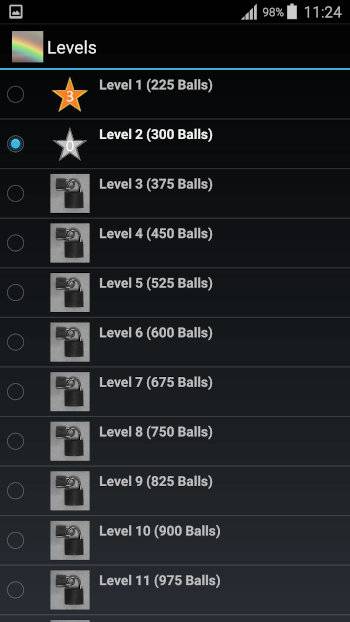 98% 11:24
Levels
3 Level 1 (225 Balls)
0 Level 2 (300 Balls)
Level 3 (375 Balls)
Level 4 (450 Balls)
Level 5 (525 Balls)
Level 6 (600 Balls)
Level 7 (675 Balls)
Level 8 (750 Balls)
Level 9 (825 Balls)
Level 10 (900 Balls)
Level 11 (975 Balls)